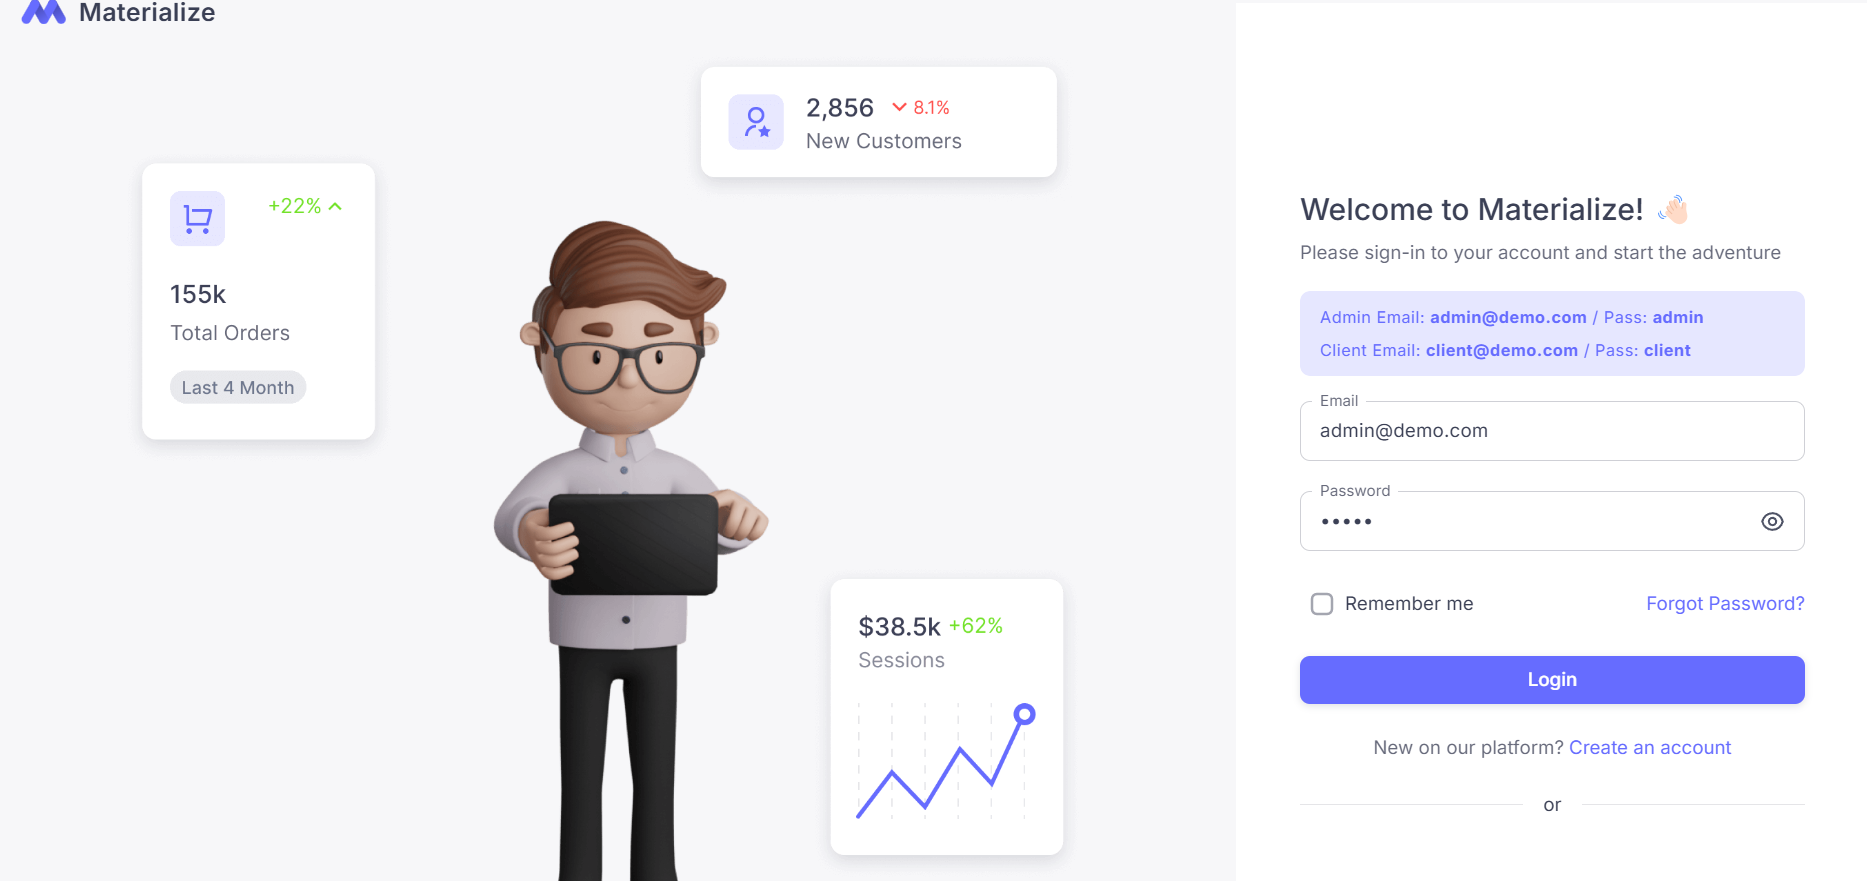 Materialize
2,856 8.1%
New Customers
+22%
155k
Total Orders
Last 4 Month
$38.5k +62%
Sessions
Welcome to Materialize! 👋🏻
Please sign-in to your account and start the adventure
Admin Email: admin@demo.com / Pass: admin
Client Email: client@demo.com / Pass: client
Email
admin@demo.com
Password
•••••
Remember me Forgot Password?
Login
New on our platform? Create an account
or